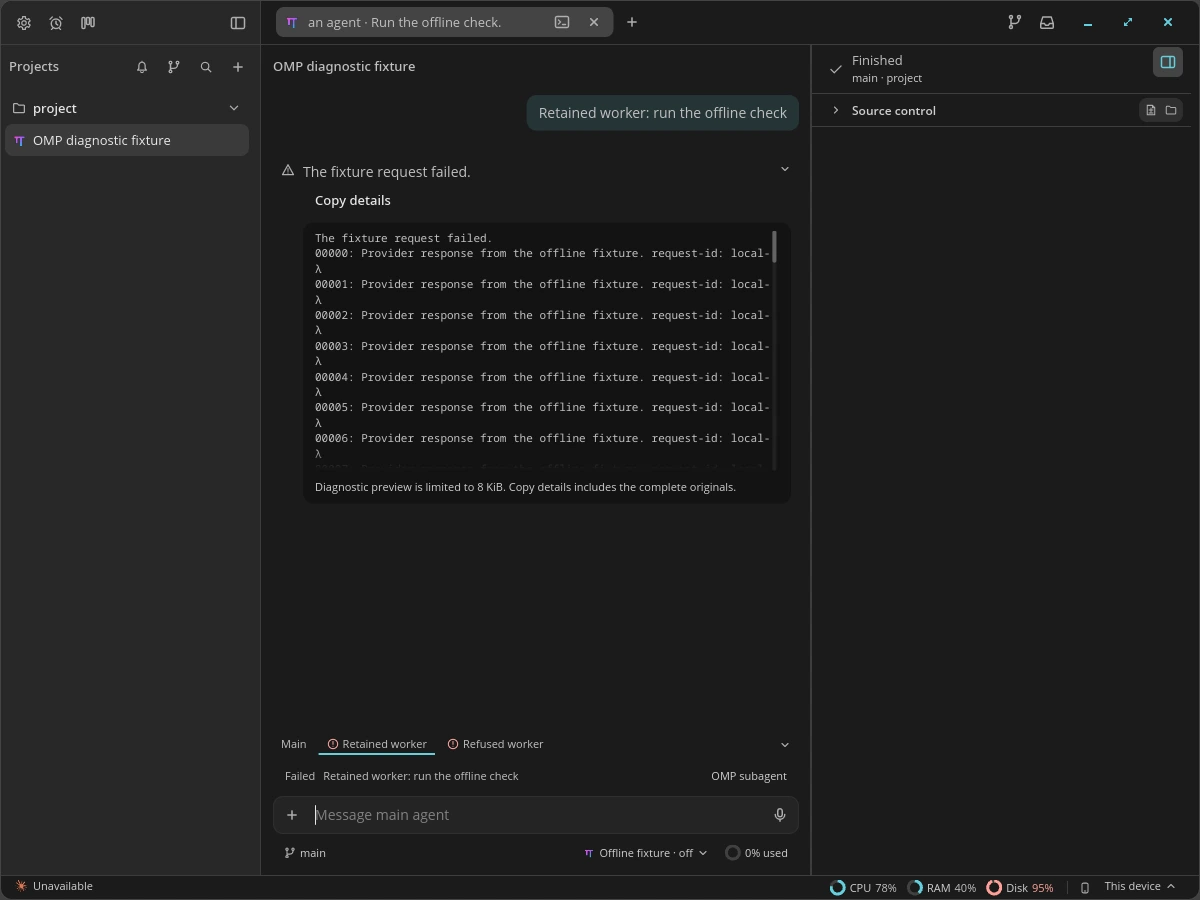 an agent · Run the offline check.
Projects
project
OMP diagnostic fixture
OMP diagnostic fixture
Retained worker: run the offline check
The fixture request failed.
Copy details
The fixture request failed.
00000: Provider response from the offline fixture. request-id: local-
λ
00001: Provider response from the offline fixture. request-id: local-
λ
00002: Provider response from the offline fixture. request-id: local-
λ
00003: Provider response from the offline fixture. request-id: local-
λ
00004: Provider response from the offline fixture. request-id: local-
λ
00005: Provider response from the offline fixture. request-id: local-
λ
00006: Provider response from the offline fixture. request-id: local-
λ
Diagnostic preview is limited to 8 KiB. Copy details includes the complete originals.
Main Retained worker Refused worker
Failed Retained worker: run the offline check OMP subagent
Message main agent
main Offline fixture · off 0% used
Finished
main · project
Source control
Unavailable CPU 78% RAM 40% Disk 95% This device